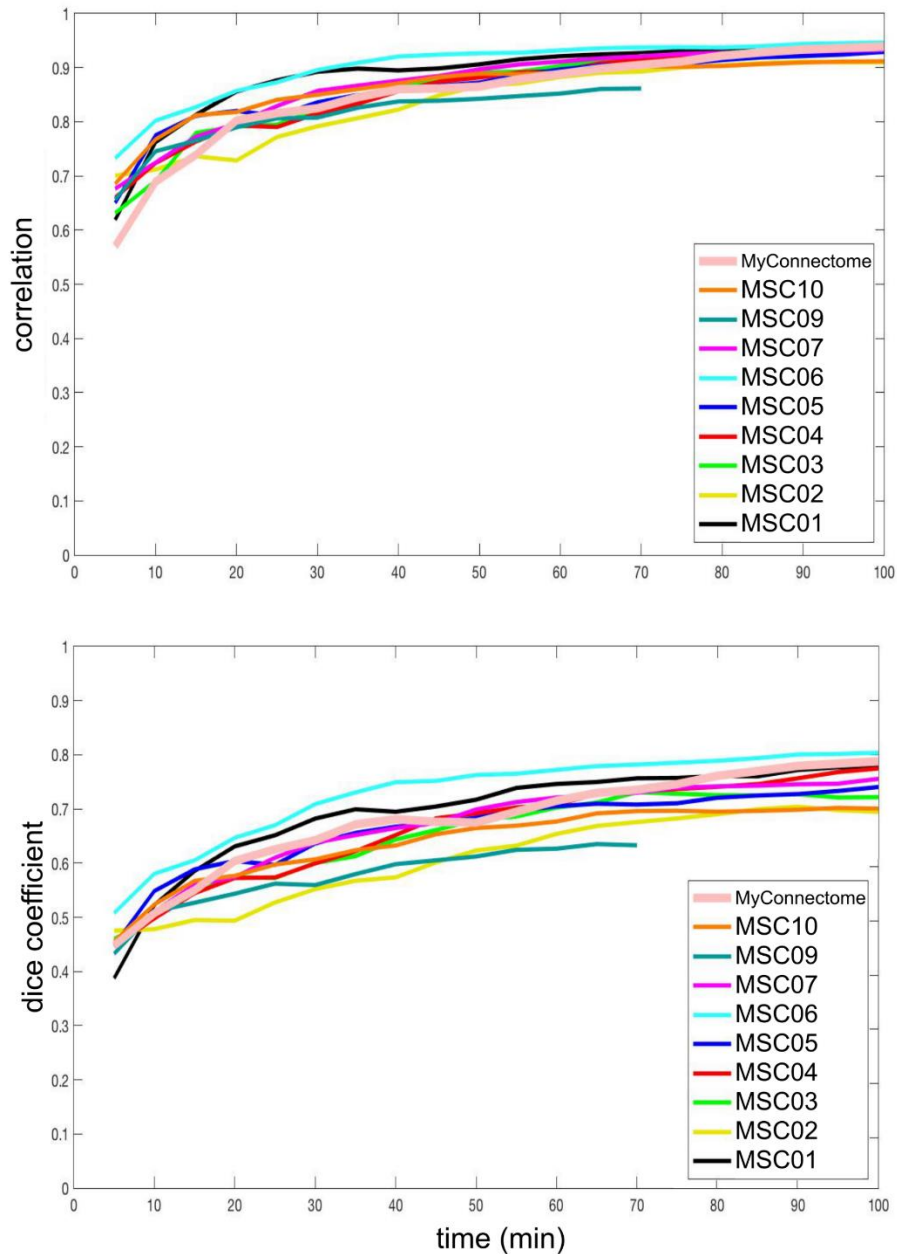 1
0.9
0.8
0.7
0.6
0.5
0.4
0.3
0.2
0.1
0
correlation
MyConnectome
MSC10
MSC09
MSC07
MSC06
MSC05
MSC04
MSC03
MSC02
MSC01
0 10 20 30 40 50 60 70 80 90 100
1
0.9
0.8
0.7
0.6
0.5
0.4
0.3
0.2
0.1
0
dice coefficient
MyConnectome
MSC10
MSC09
MSC07
MSC06
MSC05
MSC04
MSC03
MSC02
MSC01
0 10 20 30 40 50 60 70 80 90 100
time (min)